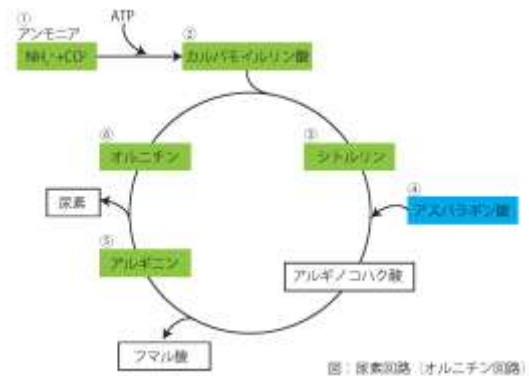 ①
アンモニア
NH₃+CO₂
ATP
②
カルバモイルリン酸
⑥
オルニチン
③
シトルリン
尿素
④
アスパラギン酸
⑤
アルギニン
アルギノコハク酸
フマル酸
図：尿素回路（オルニチン回路）